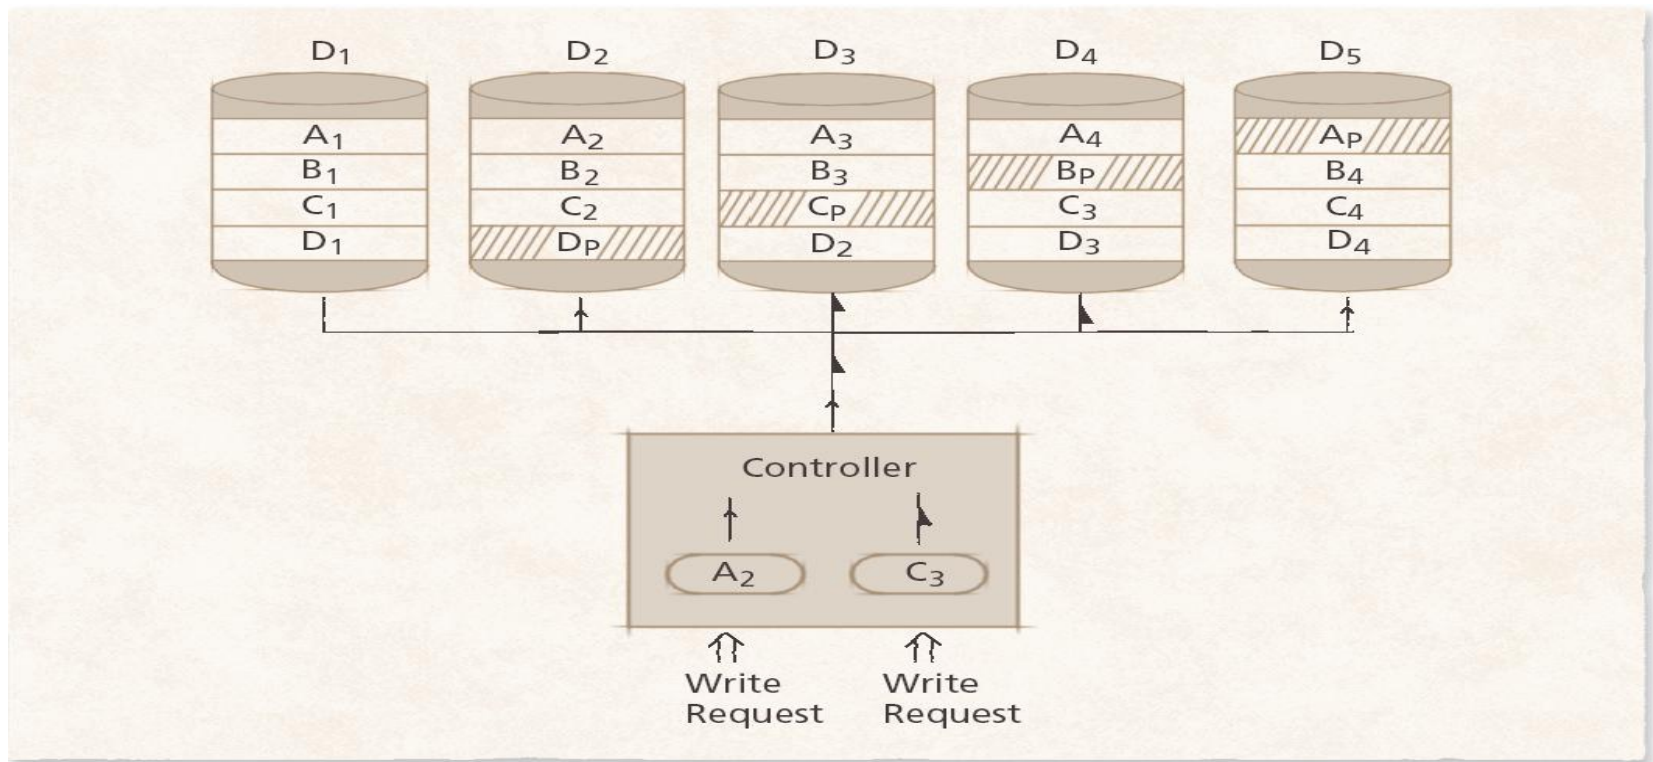 D1 D2 D3 D4 D5
A1 A2 A3 A4 AP
B1 B2 B3 BP B4
C1 C2 CP C3 C4
D1 DP D2 D3 D4
Controller
A2 C3
Write Write
Request Request